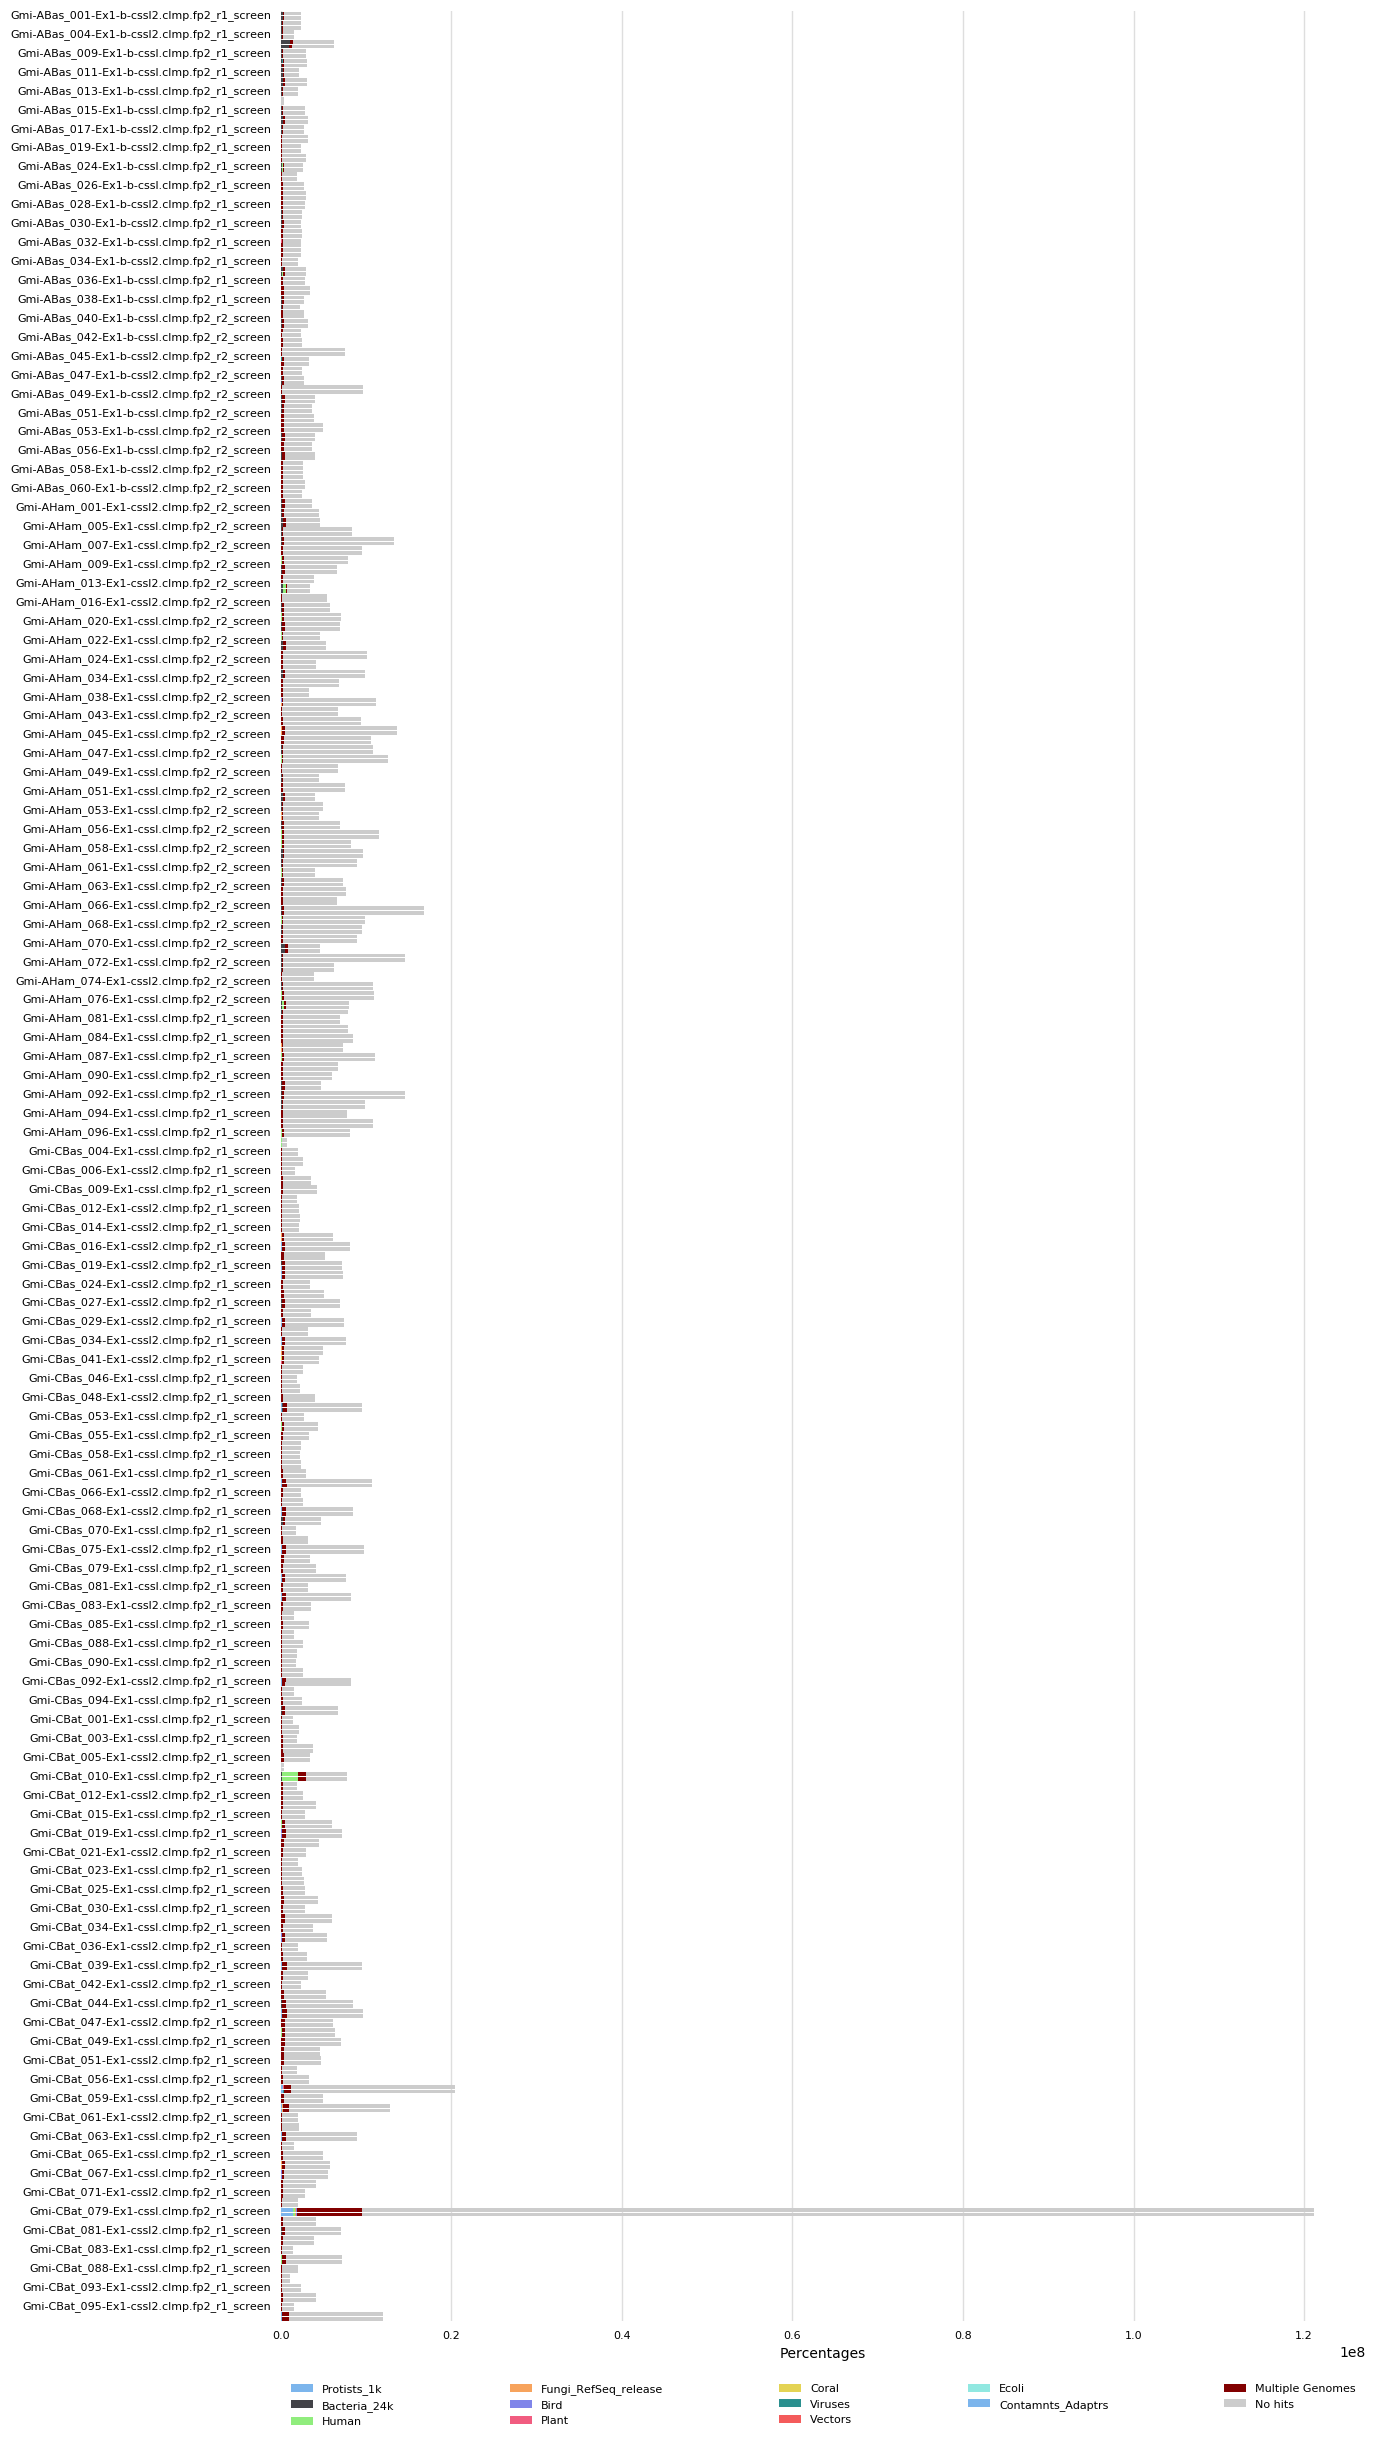 Gmi-ABas_001-Ex1-b-cssl2.clmp.fp2_r1_screen
Gmi-ABas_004-Ex1-b-cssl2.clmp.fp2_r1_screen
Gmi-ABas_009-Ex1-b-cssl.clmp.fp2_r1_screen
Gmi-ABas_011-Ex1-b-cssl.clmp.fp2_r1_screen
Gmi-ABas_013-Ex1-b-cssl.clmp.fp2_r1_screen
Gmi-ABas_015-Ex1-b-cssl.clmp.fp2_r1_screen
Gmi-ABas_017-Ex1-b-cssl.clmp.fp2_r1_screen
Gmi-ABas_019-Ex1-b-cssl.clmp.fp2_r1_screen
Gmi-ABas_024-Ex1-b-cssl.clmp.fp2_r1_screen
Gmi-ABas_026-Ex1-b-cssl.clmp.fp2_r1_screen
Gmi-ABas_028-Ex1-b-cssl.clmp.fp2_r1_screen
Gmi-ABas_030-Ex1-b-cssl.clmp.fp2_r1_screen
Gmi-ABas_032-Ex1-b-cssl.clmp.fp2_r1_screen
Gmi-ABas_034-Ex1-b-cssl.clmp.fp2_r1_screen
Gmi-ABas_036-Ex1-b-cssl.clmp.fp2_r1_screen
Gmi-ABas_038-Ex1-b-cssl.clmp.fp2_r1_screen
Gmi-ABas_040-Ex1-b-cssl.clmp.fp2_r2_screen
Gmi-ABas_042-Ex1-b-cssl.clmp.fp2_r2_screen
Gmi-ABas_045-Ex1-b-cssl2.clmp.fp2_r2_screen
Gmi-ABas_047-Ex1-b-cssl.clmp.fp2_r2_screen
Gmi-ABas_049-Ex1-b-cssl2.clmp.fp2_r2_screen
Gmi-ABas_051-Ex1-b-cssl.clmp.fp2_r2_screen
Gmi-ABas_053-Ex1-b-cssl.clmp.fp2_r2_screen
Gmi-ABas_056-Ex1-b-cssl.clmp.fp2_r2_screen
Gmi-ABas_058-Ex1-b-cssl2.clmp.fp2_r2_screen
Gmi-ABas_060-Ex1-b-cssl2.clmp.fp2_r2_screen
Gmi-AHam_001-Ex1-cssl2.clmp.fp2_r2_screen
Gmi-AHam_005-Ex1-cssl.clmp.fp2_r2_screen
Gmi-AHam_007-Ex1-cssl.clmp.fp2_r2_screen
Gmi-AHam_009-Ex1-cssl.clmp.fp2_r2_screen
Gmi-AHam_013-Ex1-cssl2.clmp.fp2_r2_screen
Gmi-AHam_016-Ex1-cssl2.clmp.fp2_r2_screen
Gmi-AHam_020-Ex1-cssl.clmp.fp2_r2_screen
Gmi-AHam_022-Ex1-cssl.clmp.fp2_r2_screen
Gmi-AHam_024-Ex1-cssl.clmp.fp2_r2_screen
Gmi-AHam_034-Ex1-cssl.clmp.fp2_r2_screen
Gmi-AHam_038-Ex1-cssl.clmp.fp2_r2_screen
Gmi-AHam_043-Ex1-cssl.clmp.fp2_r2_screen
Gmi-AHam_045-Ex1-cssl.clmp.fp2_r2_screen
Gmi-AHam_047-Ex1-cssl.clmp.fp2_r2_screen
Gmi-AHam_049-Ex1-cssl.clmp.fp2_r2_screen
Gmi-AHam_051-Ex1-cssl.clmp.fp2_r2_screen
Gmi-AHam_053-Ex1-cssl.clmp.fp2_r2_screen
Gmi-AHam_056-Ex1-cssl.clmp.fp2_r2_screen
Gmi-AHam_058-Ex1-cssl.clmp.fp2_r2_screen
Gmi-AHam_061-Ex1-cssl.clmp.fp2_r2_screen
Gmi-AHam_063-Ex1-cssl.clmp.fp2_r2_screen
Gmi-AHam_066-Ex1-cssl.clmp.fp2_r2_screen
Gmi-AHam_068-Ex1-cssl.clmp.fp2_r2_screen
Gmi-AHam_070-Ex1-cssl.clmp.fp2_r2_screen
Gmi-AHam_072-Ex1-cssl.clmp.fp2_r2_screen
Gmi-AHam_074-Ex1-cssl2.clmp.fp2_r2_screen
Gmi-AHam_076-Ex1-cssl.clmp.fp2_r2_screen
Gmi-AHam_081-Ex1-cssl.clmp.fp2_r1_screen
Gmi-AHam_084-Ex1-cssl.clmp.fp2_r1_screen
Gmi-AHam_087-Ex1-cssl.clmp.fp2_r1_screen
Gmi-AHam_090-Ex1-cssl.clmp.fp2_r1_screen
Gmi-AHam_092-Ex1-cssl.clmp.fp2_r1_screen
Gmi-AHam_094-Ex1-cssl.clmp.fp2_r1_screen
Gmi-AHam_096-Ex1-cssl.clmp.fp2_r1_screen
Gmi-CBas_004-Ex1-cssl.clmp.fp2_r1_screen
Gmi-CBas_006-Ex1-cssl2.clmp.fp2_r1_screen
Gmi-CBas_009-Ex1-cssl.clmp.fp2_r1_screen
Gmi-CBas_012-Ex1-cssl2.clmp.fp2_r1_screen
Gmi-CBas_014-Ex1-cssl2.clmp.fp2_r1_screen
Gmi-CBas_016-Ex1-cssl2.clmp.fp2_r1_screen
Gmi-CBas_019-Ex1-cssl2.clmp.fp2_r1_screen
Gmi-CBas_024-Ex1-cssl.clmp.fp2_r1_screen
Gmi-CBas_027-Ex1-cssl2.clmp.fp2_r1_screen
Gmi-CBas_029-Ex1-cssl2.clmp.fp2_r1_screen
Gmi-CBas_034-Ex1-cssl2.clmp.fp2_r1_screen
Gmi-CBas_041-Ex1-cssl2.clmp.fp2_r1_screen
Gmi-CBas_046-Ex1-cssl.clmp.fp2_r1_screen
Gmi-CBas_048-Ex1-cssl2.clmp.fp2_r1_screen
Gmi-CBas_053-Ex1-cssl.clmp.fp2_r1_screen
Gmi-CBas_055-Ex1-cssl.clmp.fp2_r1_screen
Gmi-CBas_058-Ex1-cssl.clmp.fp2_r1_screen
Gmi-CBas_061-Ex1-cssl.clmp.fp2_r1_screen
Gmi-CBas_066-Ex1-cssl2.clmp.fp2_r1_screen
Gmi-CBas_068-Ex1-cssl2.clmp.fp2_r1_screen
Gmi-CBas_070-Ex1-cssl.clmp.fp2_r1_screen
Gmi-CBas_075-Ex1-cssl2.clmp.fp2_r1_screen
Gmi-CBas_079-Ex1-cssl.clmp.fp2_r1_screen
Gmi-CBas_081-Ex1-cssl.clmp.fp2_r1_screen
Gmi-CBas_083-Ex1-cssl2.clmp.fp2_r1_screen
Gmi-CBas_085-Ex1-cssl.clmp.fp2_r1_screen
Gmi-CBas_088-Ex1-cssl.clmp.fp2_r1_screen
Gmi-CBas_090-Ex1-cssl.clmp.fp2_r1_screen
Gmi-CBas_092-Ex1-cssl2.clmp.fp2_r1_screen
Gmi-CBas_094-Ex1-cssl.clmp.fp2_r1_screen
Gmi-CBat_001-Ex1-cssl.clmp.fp2_r1_screen
Gmi-CBat_003-Ex1-cssl.clmp.fp2_r1_screen
Gmi-CBat_005-Ex1-cssl2.clmp.fp2_r1_screen
Gmi-CBat_010-Ex1-cssl.clmp.fp2_r1_screen
Gmi-CBat_012-Ex1-cssl2.clmp.fp2_r1_screen
Gmi-CBat_015-Ex1-cssl.clmp.fp2_r1_screen
Gmi-CBat_019-Ex1-cssl.clmp.fp2_r1_screen
Gmi-CBat_021-Ex1-cssl.clmp.fp2_r1_screen
Gmi-CBat_023-Ex1-cssl.clmp.fp2_r1_screen
Gmi-CBat_025-Ex1-cssl.clmp.fp2_r1_screen
Gmi-CBat_030-Ex1-cssl.clmp.fp2_r1_screen
Gmi-CBat_034-Ex1-cssl.clmp.fp2_r1_screen
Gmi-CBat_036-Ex1-cssl2.clmp.fp2_r1_screen
Gmi-CBat_039-Ex1-cssl.clmp.fp2_r1_screen
Gmi-CBat_042-Ex1-cssl2.clmp.fp2_r1_screen
Gmi-CBat_044-Ex1-cssl.clmp.fp2_r1_screen
Gmi-CBat_047-Ex1-cssl2.clmp.fp2_r1_screen
Gmi-CBat_049-Ex1-cssl.clmp.fp2_r1_screen
Gmi-CBat_051-Ex1-cssl2.clmp.fp2_r1_screen
Gmi-CBat_056-Ex1-cssl.clmp.fp2_r1_screen
Gmi-CBat_059-Ex1-cssl.clmp.fp2_r1_screen
Gmi-CBat_061-Ex1-cssl2.clmp.fp2_r1_screen
Gmi-CBat_063-Ex1-cssl.clmp.fp2_r1_screen
Gmi-CBat_065-Ex1-cssl.clmp.fp2_r1_screen
Gmi-CBat_067-Ex1-cssl.clmp.fp2_r1_screen
Gmi-CBat_071-Ex1-cssl2.clmp.fp2_r1_screen
Gmi-CBat_079-Ex1-cssl.clmp.fp2_r1_screen
Gmi-CBat_081-Ex1-cssl2.clmp.fp2_r1_screen
Gmi-CBat_083-Ex1-cssl.clmp.fp2_r1_screen
Gmi-CBat_088-Ex1-cssl.clmp.fp2_r1_screen
Gmi-CBat_093-Ex1-cssl2.clmp.fp2_r1_screen
Gmi-CBat_095-Ex1-cssl2.clmp.fp2_r1_screen
0.0 0.2 0.4 0.6 0.8 1.0 1.2
Percentages 1e8
Protists_1k Fungi_RefSeq_release Coral Ecoli Multiple Genomes
Bacteria_24k Bird Viruses Contamnts_Adaptrs No hits
Human Plant Vectors